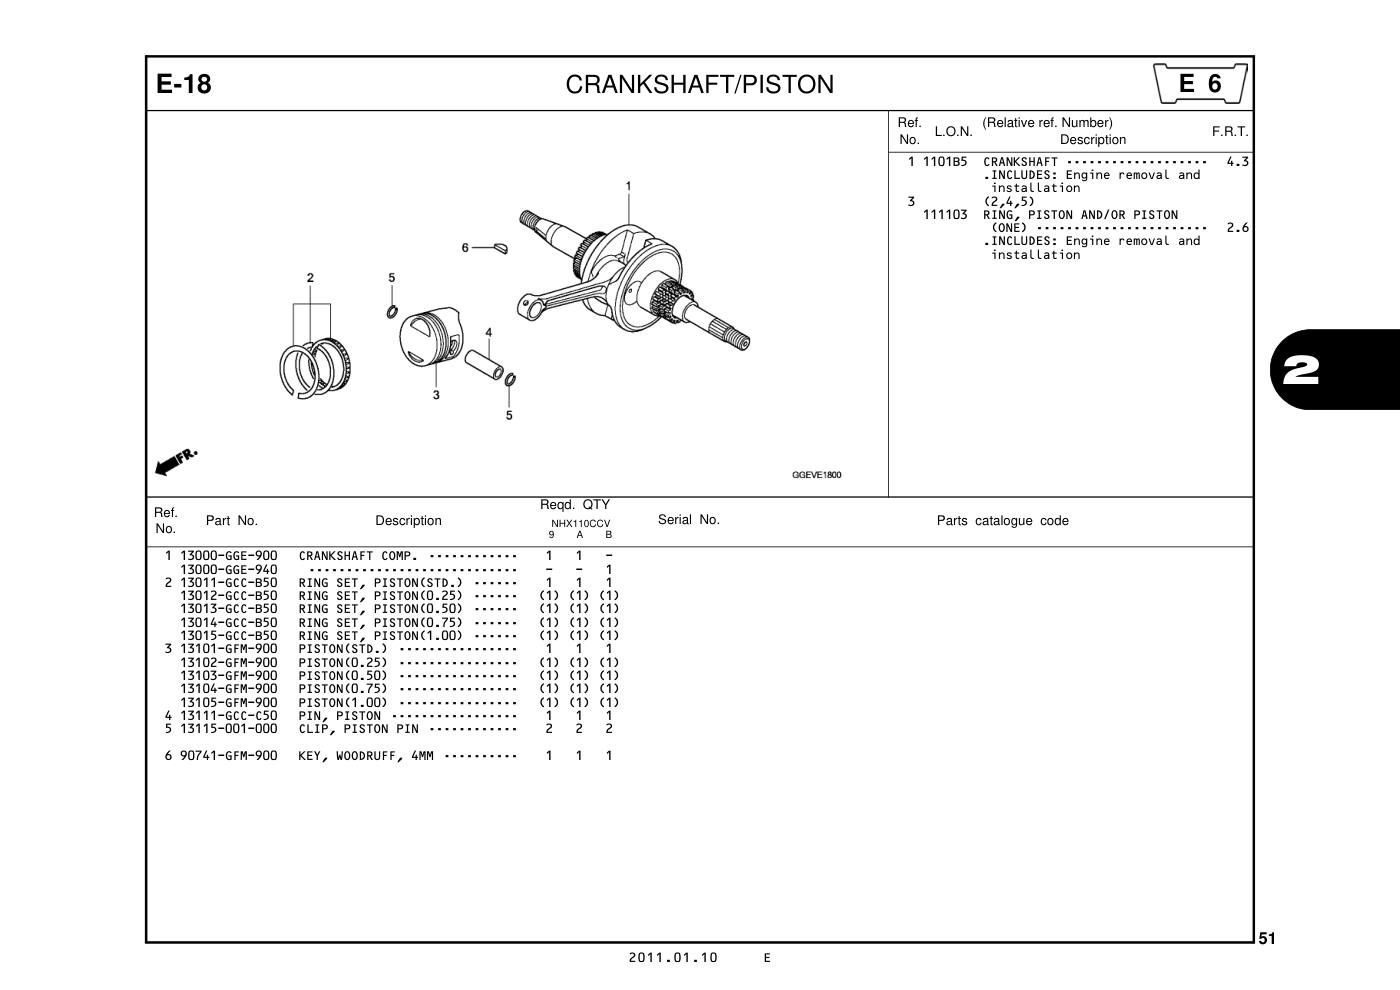 E-18
CRANKSHAFT/PISTON
E 6
Ref. No. L.O.N. (Relative ref. Number) Description F.R.T.
1 1101B5 CRANKSHAFT ------------------- 4.3
.INCLUDES: Engine removal and
installation
3 (2,4,5)
111103 RING, PISTON AND/OR PISTON
(ONE) ----------------------- 2.6
.INCLUDES: Engine removal and
installation
1
6
2
5
4
3
5
FR.
GGEVE1800
2
Ref. No. Part No. Description Reqd. QTY Serial No. Parts catalogue code
NHX110CCV
9 A B
1 13000-GGE-900 CRANKSHAFT COMP. ------------ 1 1 -
13000-GGE-940 ---------------------------- - - 1
2 13011-GCC-B50 RING SET, PISTON(STD.) ------ 1 1 1
13012-GCC-B50 RING SET, PISTON(0.25) ------ (1) (1) (1)
13013-GCC-B50 RING SET, PISTON(0.50) ------ (1) (1) (1)
13014-GCC-B50 RING SET, PISTON(0.75) ------ (1) (1) (1)
13015-GCC-B50 RING SET, PISTON(1.00) ------ (1) (1) (1)
3 13101-GFM-900 PISTON(STD.) ---------------- 1 1 1
13102-GFM-900 PISTON(0.25) ---------------- (1) (1) (1)
13103-GFM-900 PISTON(0.50) ---------------- (1) (1) (1)
13104-GFM-900 PISTON(0.75) ---------------- (1) (1) (1)
13105-GFM-900 PISTON(1.00) ---------------- (1) (1) (1)
4 13111-GCC-C50 PIN, PISTON ----------------- 1 1 1
5 13115-001-000 CLIP, PISTON PIN ------------ 2 2 2
6 90741-GFM-900 KEY, WOODRUFF, 4MM ---------- 1 1 1
51
2011.01.10 E